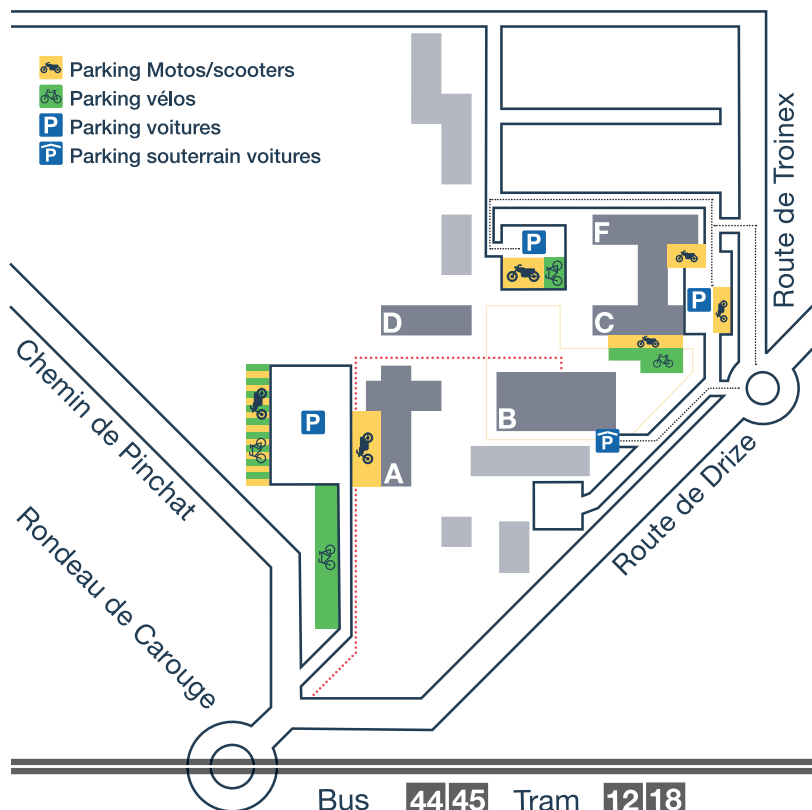 Parking Motos/scooters
Parking vélos
P Parking voitures
P Parking souterrain voitures
Route de Troinex
F
P
P
D
C
Chemin de Pinchat
B
P
P
A
Route de Drize
Rondeau de Carouge
Bus 44 45 Tram 12 18